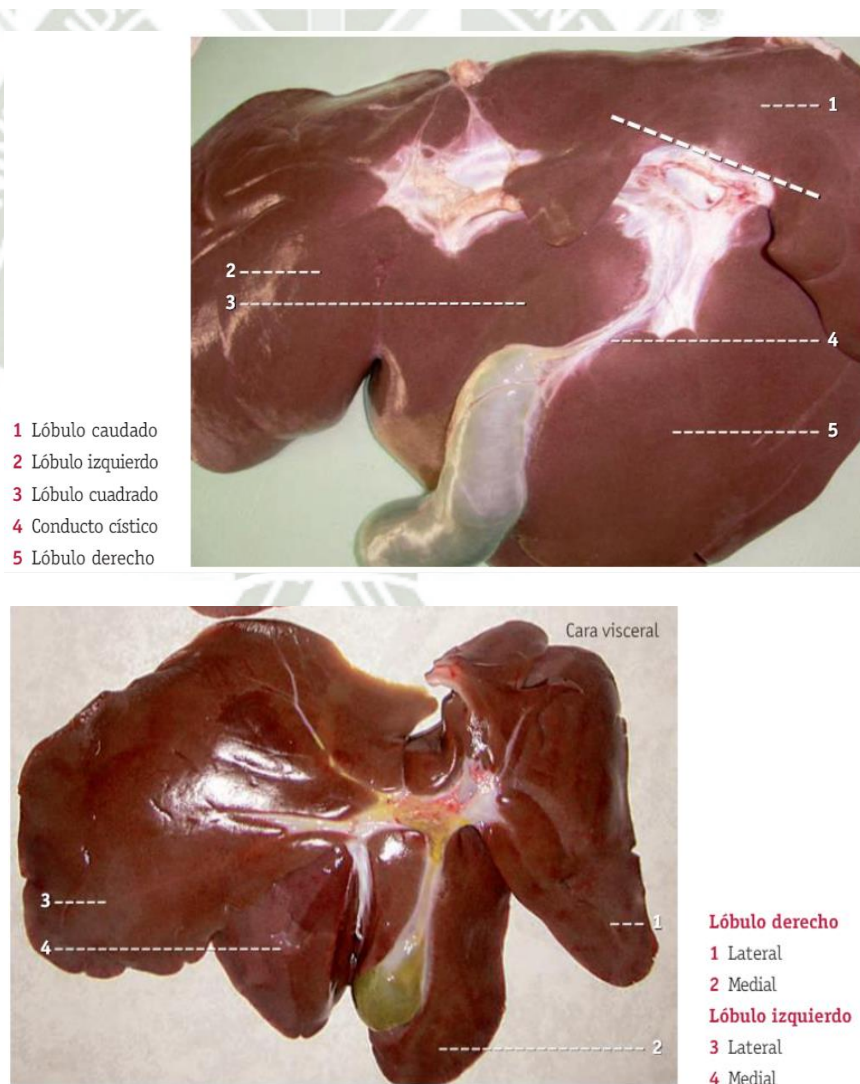 1
2
3
4
5
1 Lóbulo caudado
2 Lóbulo izquierdo
3 Lóbulo cuadrado
4 Conducto cístico
5 Lóbulo derecho
Cara visceral
3
4
1
2
Lóbulo derecho
1 Lateral
2 Medial
Lóbulo izquierdo
3 Lateral
4 Medial